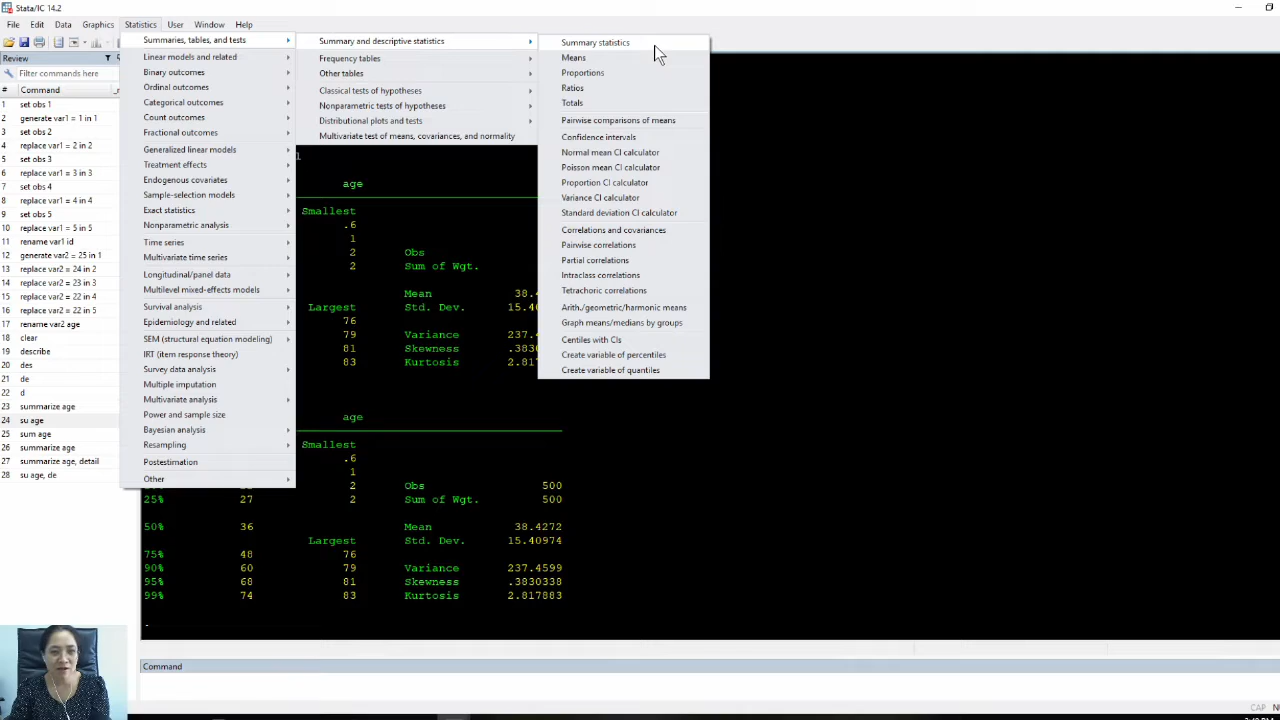 Stata/IC 14.2
File Edit Data Graphics Statistics User Window Help
Review
Filter commands here
# Command
1 set obs 1
2 generate var1 = 1 in 1
3 set obs 2
4 replace var1 = 2 in 2
5 set obs 3
6 replace var1 = 3 in 3
7 set obs 4
8 replace var1 = 4 in 4
9 set obs 5
10 replace var1 = 5 in 5
11 rename var1 id
12 generate var2 = 25 in 1
13 replace var2 = 24 in 2
14 replace var2 = 23 in 3
15 replace var2 = 22 in 4
16 replace var2 = 22 in 5
17 rename var2 age
18 clear
19 describe
20 des
21 de
22 d
23 summarize age
24 su age
25 sum age
26 summarize age
27 summarize age, detail
28 su age, de
Summaries, tables, and tests
Linear models and related
Binary outcomes
Ordinal outcomes
Categorical outcomes
Count outcomes
Fractional outcomes
Generalized linear models
Treatment effects
Endogenous covariates
Sample-selection models
Exact statistics
Nonparametric analysis
Time series
Multivariate time series
Longitudinal/panel data
Multilevel mixed-effects models
Survival analysis
Epidemiology and related
SEM (structural equation modeling)
IRT (item response theory)
Survey data analysis
Multiple imputation
Multivariate analysis
Power and sample size
Bayesian analysis
Resampling
Postestimation
Other
Summary and descriptive statistics
Frequency tables
Other tables
Classical tests of hypotheses
Nonparametric tests of hypotheses
Distributional plots and tests
Multivariate test of means, covariances, and normality
Summary statistics
Means
Proportions
Ratios
Totals
Pairwise comparisons of means
Confidence intervals
Normal mean CI calculator
Poisson mean CI calculator
Proportion CI calculator
Variance CI calculator
Standard deviation CI calculator
Correlations and covariances
Pairwise correlations
Partial correlations
Intraclass correlations
Tetrachoric correlations
Arith./geometric/harmonic means
Graph means/medians by groups
Centiles with CIs
Create variable of percentiles
Create variable of quantiles
age
Smallest
.6
1
2 Obs
2 Sum of Wgt.
Mean 38.4
Largest Std. Dev. 15.40
76
79 Variance 237.4
81 Skewness .3830
83 Kurtosis 2.817
age
Smallest
.6
1
2 Obs 500
25% 27 2 Sum of Wgt. 500
50% 36 Mean 38.4272
Largest Std. Dev. 15.40974
75% 48 76
90% 60 79 Variance 237.4599
95% 68 81 Skewness .3830338
99% 74 83 Kurtosis 2.817883
.
Command
CAP